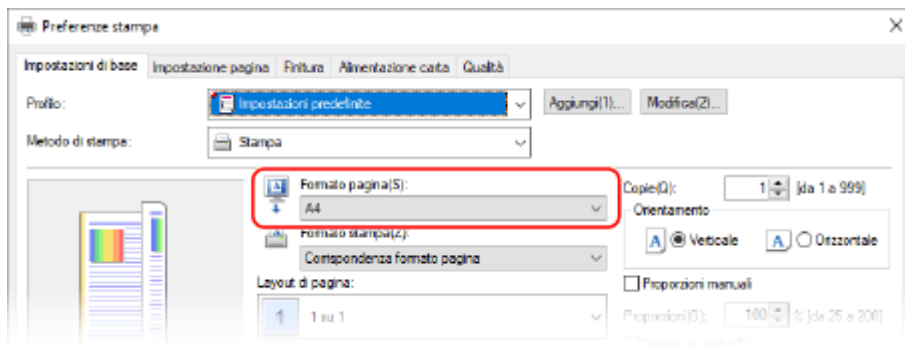 Preferenze stampa
Impostazioni di base Impostazione pagina Finitura Alimentazione carta Qualità
Profilo: Impostazioni predefinite Aggiungi(1)... Modifica(2)...
Metodo di stampa: Stampa
Formato pagina(S): Copie(Q): 1 [da 1 a 999]
A4 Orientamento
Formato stampa(Z): A Verticale A Orizzontale
Corrispondenza formato pagina
Layout di pagina: Proporzioni manuali
1 1 su 1 Proporzioni(G): 100 % [da 25 a 200]